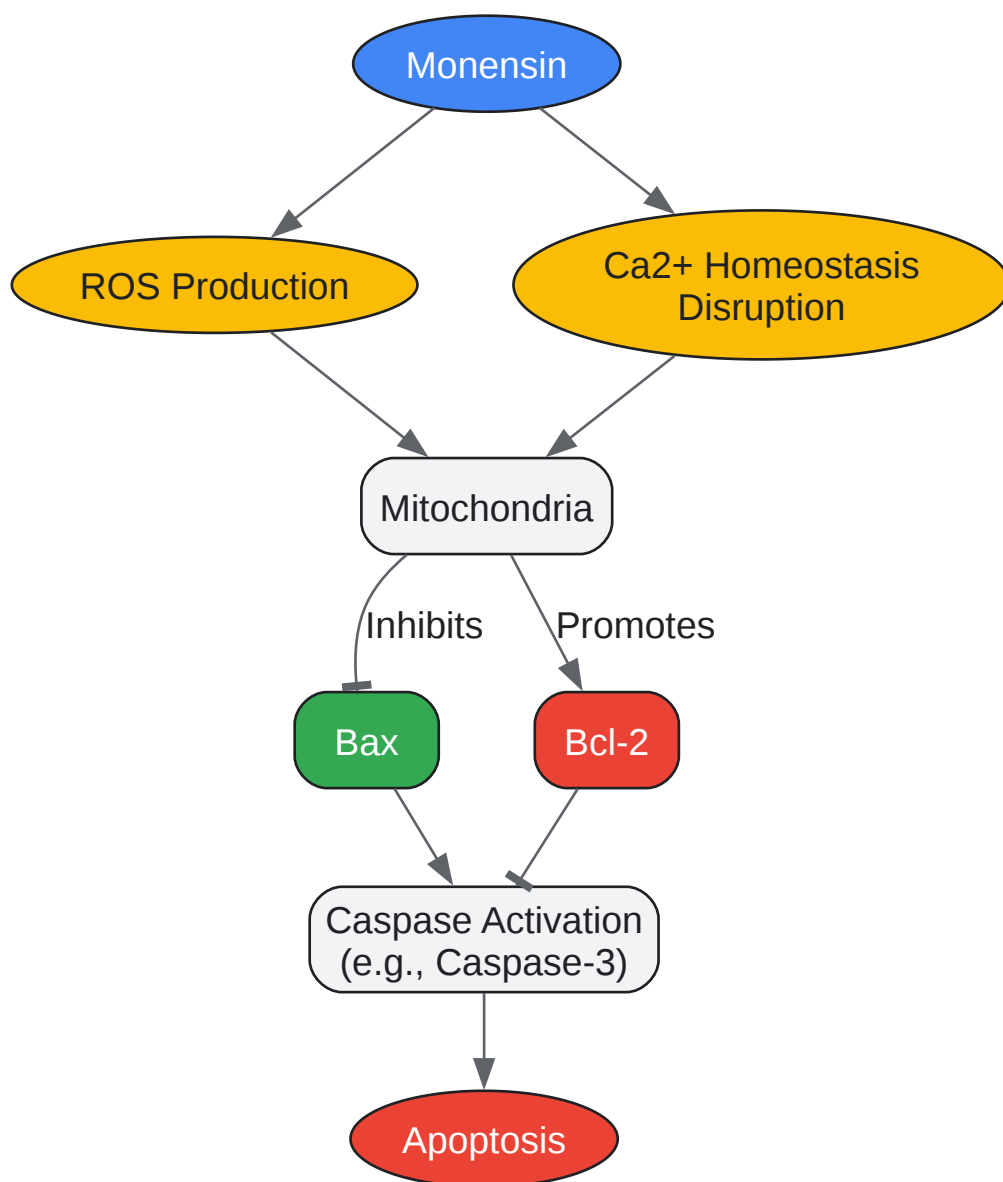 Monensin
ROS Production
Ca2+ Homeostasis
Disruption
Mitochondria
Inhibits
Promotes
Bax
Bcl-2
Caspase Activation
(e.g., Caspase-3)
Apoptosis